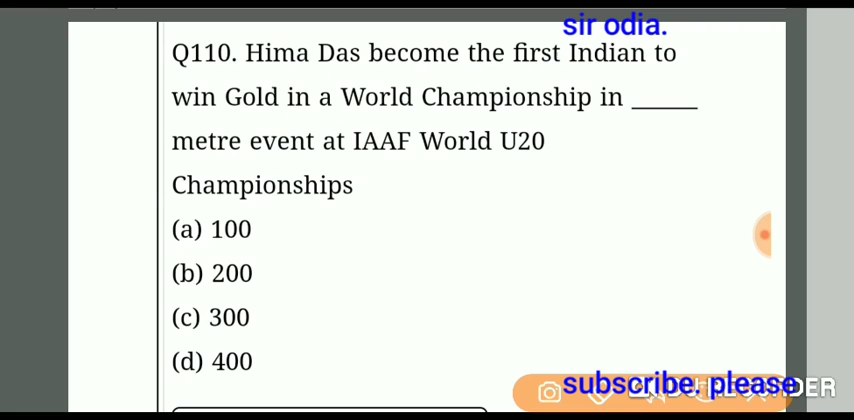 sir odia.
Q110. Hima Das become the first Indian to
win Gold in a World Championship in ______
metre event at IAAF World U20
Championships
(a) 100
(b) 200
(c) 300
(d) 400
subscribe. please